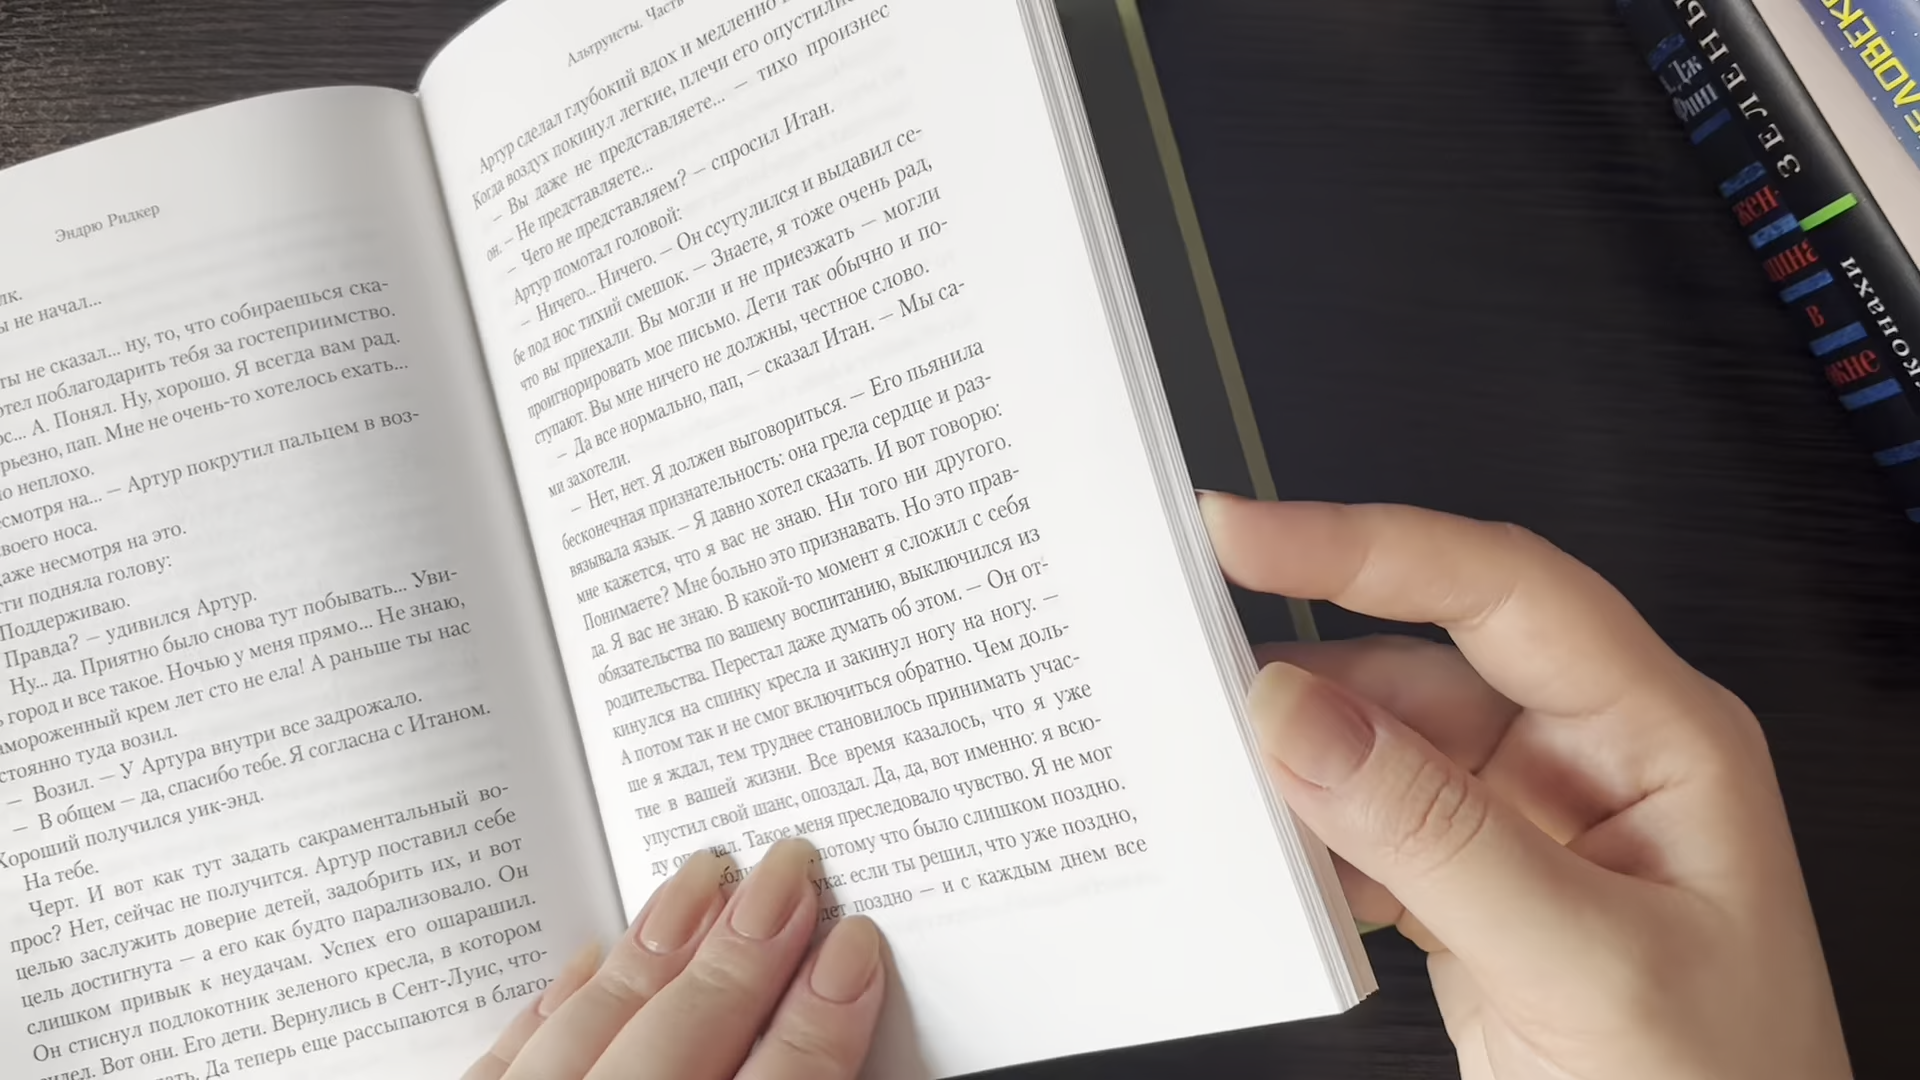 Эндрю Ридкер
не начал...
ты не сказал... ну, то, что собираешься ска-
поблагодарить тебя за гостеприимство.
А. Понял. Ну, хорошо. Я всегда вам рад.
пап. Мне не очень-то хотелось ехать...
неплохо.
на... — Артур покрутил пальцем в воз-
носа.
несмотря на это.
подняла голову:
Поддерживаю.
Правда? — удивился Артур.
Ну... да. Приятно было снова тут побывать... Уви-
город и все такое. Ночью у меня прямо... Не знаю,
крем лет сто не ела! А раньше ты нас
туда возил.
— Возил. — У Артура внутри все задрожало.
— В общем — да, спасибо тебе. Я согласна с Итаном.
Хороший получился уик-энд.
На тебе.
Черт. И вот как тут задать сакраментальный во-
прос? Нет, сейчас не получится. Артур поставил себе
целью заслужить доверие детей, задобрить их, и вот
цель достигнута — а его как будто парализовало. Он
слишком привык к неудачам. Успех его ошарашил.
Он стиснул подлокотник зеленого кресла, в котором
Вот они. Его дети. Вернулись в Сент-Луис, что-
Да теперь еще рассыпаются в благо-
Альтруисты. Часть
Артур сделал глубокий вдох и медленно
Когда воздух покинул легкие, плечи его опустились
— Вы даже не представляете... — тихо произнес
он. — Не представляете...
— Чего не представляем? — спросил Итан.
Артур помотал головой:
— Ничего... Ничего. — Он ссутулился и выдавил се-
бе под нос тихий смешок. — Знаете, я тоже очень рад,
что вы приехали. Вы могли и не приезжать — могли
проигнорировать мое письмо. Дети так обычно и по-
ступают. Вы мне ничего не должны, честное слово.
— Да все нормально, пап, — сказал Итан. — Мы са-
ми захотели.
— Нет, нет. Я должен выговориться. — Его пьянила
бесконечная признательность: она грела сердце и раз-
вязывала язык. — Я давно хотел сказать. И вот говорю:
мне кажется, что я вас не знаю. Ни того ни другого.
Понимаете? Мне больно это признавать. Но это прав-
да. Я вас не знаю. В какой-то момент я сложил с себя
обязательства по вашему воспитанию, выключился из
родительства. Перестал даже думать об этом. — Он от-
кинулся на спинку кресла и закинул ногу на ногу. —
А потом так и не смог включиться обратно. Чем доль-
ше я ждал, тем труднее становилось принимать учас-
тие в вашей жизни. Все время казалось, что я уже
упустил свой шанс, опоздал. Да, да, вот именно: я всю-
ду Такое меня преследовало чувство. Я не мог
потому что было слишком поздно.
если ты решил, что уже поздно,
поздно — и с каждым днем все
А. Дж
Финн
жен-
щина
в
окне
ЗЕЛЕНЫ